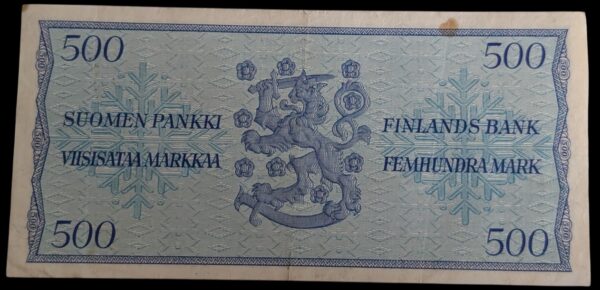 500
500
SUOMEN PANKKI
VIISISATAA MARKKAA
FINLANDS BANK
FEMHUNDRA MARK
500
500